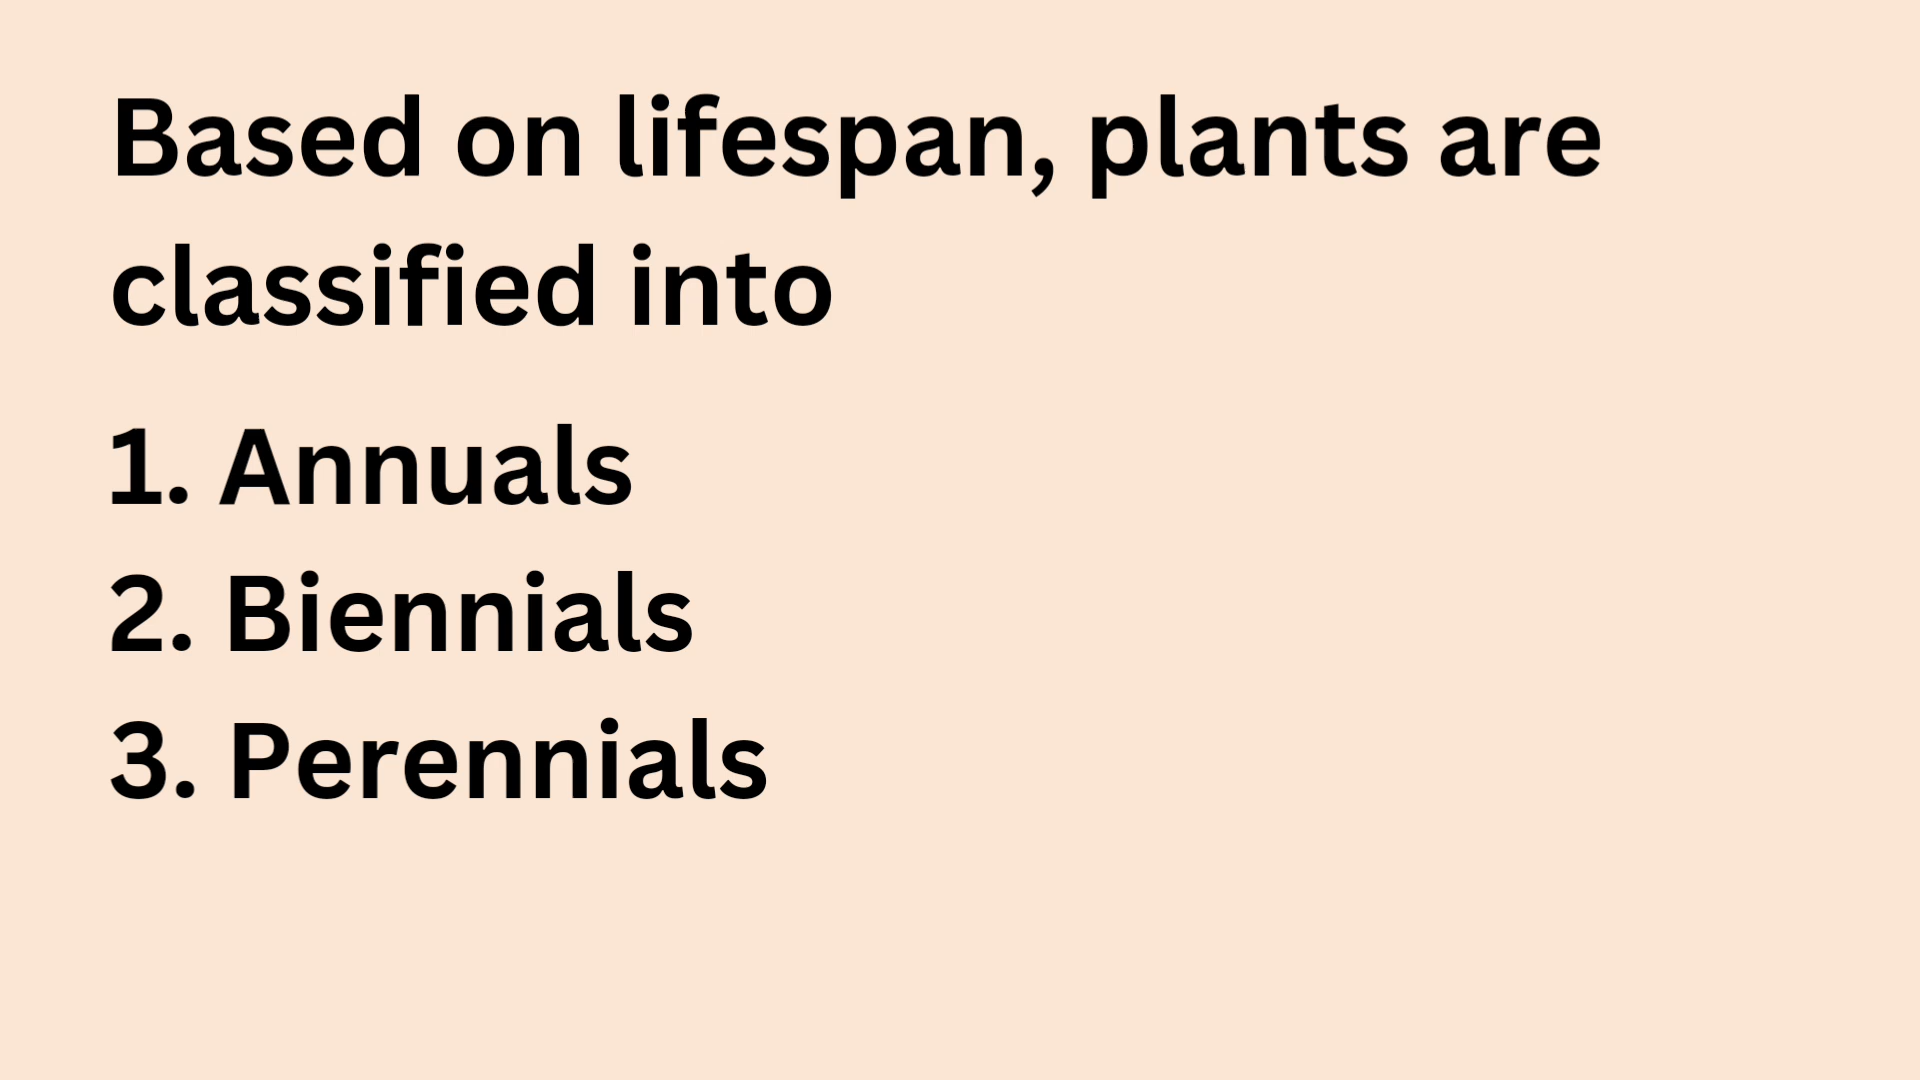 Based on lifespan, plants are
classified into
1. Annuals
2. Biennials
3. Perennials